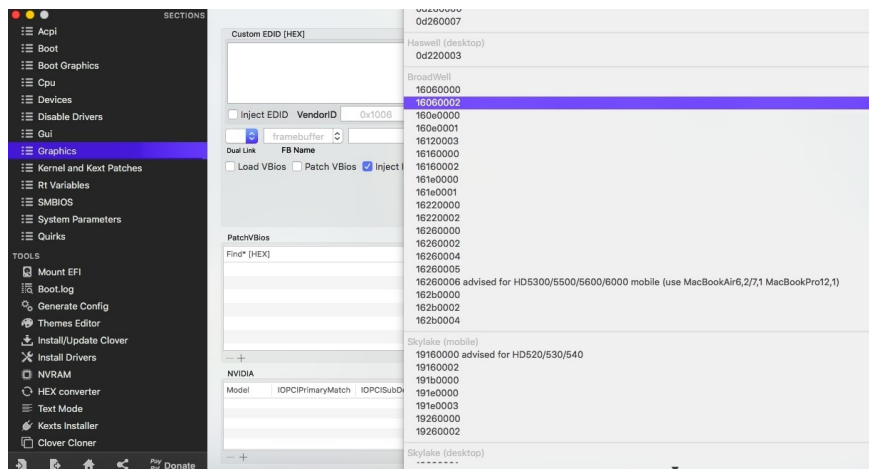 SECTIONS
Acpi
Boot
Boot Graphics
Cpu
Devices
Disable Drivers
Gui
Graphics
Kernel and Kext Patches
Rt Variables
SMBIOS
System Parameters
Quirks
TOOLS
Mount EFI
Boot.log
Generate Config
Themes Editor
Install/Update Clover
Install Drivers
NVRAM
HEX converter
Text Mode
Kexts Installer
Clover Cloner
Donate
Custom EDID [HEX]
Inject EDID VendorID 0x1006
framebuffer
Dual Link FB Name
Load VBios Patch VBios Inject
PatchVBios
Find* [HEX]
NVIDIA
Model IOPCIPrimaryMatch
0d260007
Haswell (desktop)
0d220003
BroadWell
16060000
16060002
160e0000
160e0001
16120003
16160000
16160002
161e0000
161e0001
16220000
16220002
16260000
16260002
16260004
16260005
16260006 advised for HD5300/5500/5600/6000 mobile (use MacBookAir6,2/7,1 MacBookPro12,1)
162b0000
162b0002
162b0004
Skylake (mobile)
19160000 advised for HD520/530/540
19160002
191b0000
191e0000
191e0003
19260000
19260002
Skylake (desktop)